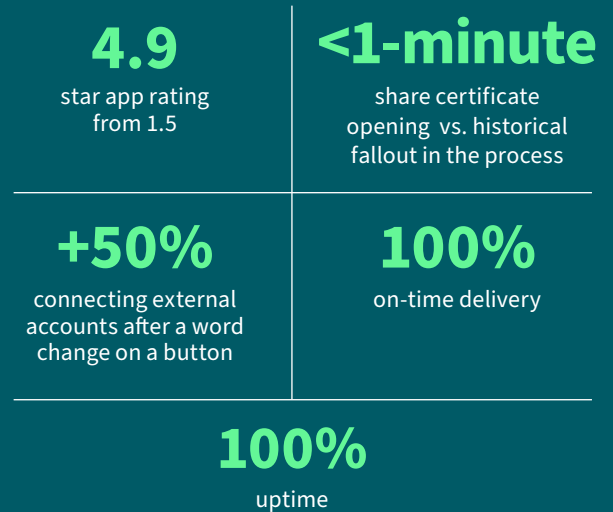 4.9
star app rating
from 1.5
<1-minute
share certificate
opening vs. historical
fallout in the process
+50%
connecting external
accounts after a word
change on a button
100%
on-time delivery
100%
uptime